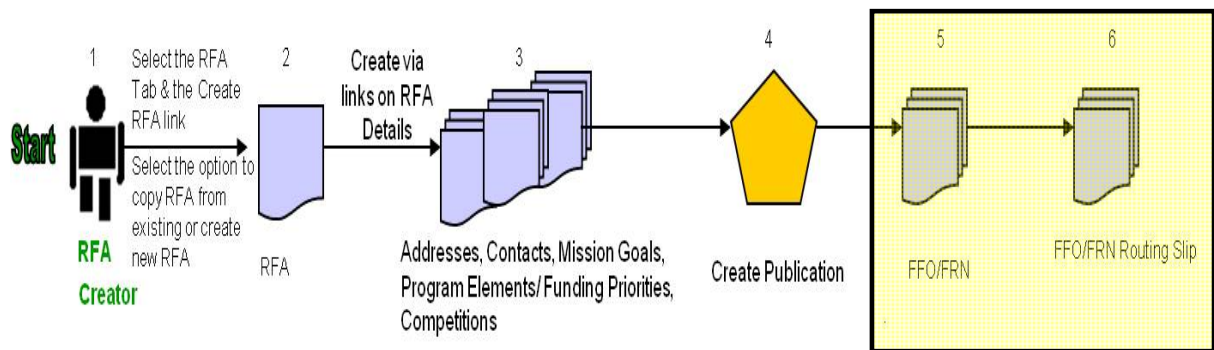 1
Select the RFA
Tab & the Create
RFA link
Select the option to
copy RFA from
existing or create
new RFA
Start
RFA
Creator
2
RFA
Create via
links on RFA
Details
3
Addresses, Contacts, Mission Goals,
Program Elements/ Funding Priorities,
Competitions
4
Create Publication
5
FFO/FRN
6
FFO/FRN Routing Slip